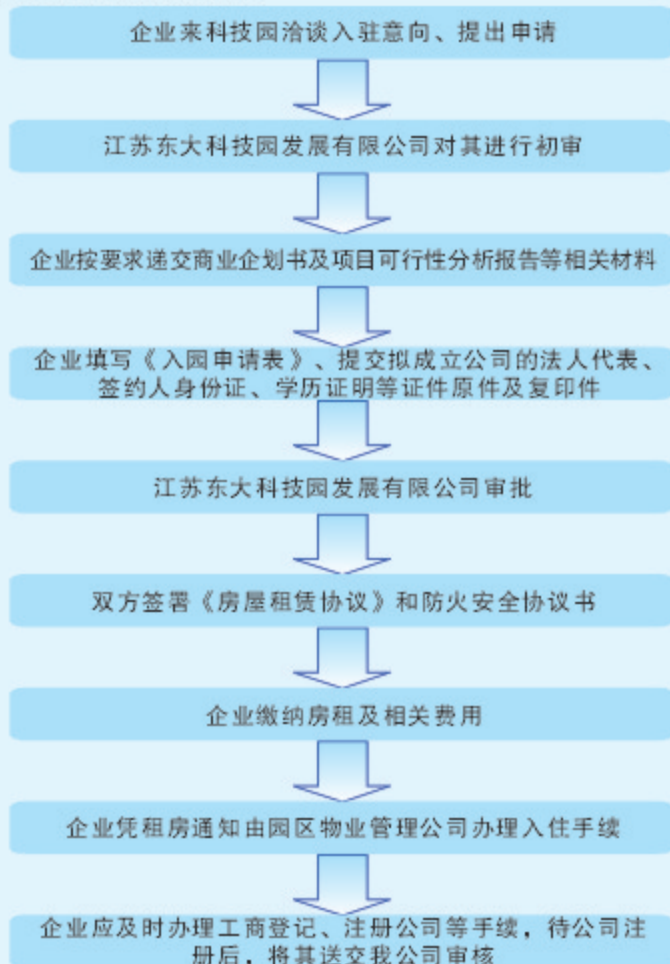 企业来科技园洽谈入驻意向、提出申请
江苏东大科技园发展有限公司对其进行初审
企业按要求递交商业企划书及项目可行性分析报告等相关材料
企业填写《入园申请表》、提交拟成立公司的法人代表、
签约人身份证、学历证明等证件原件及复印件
江苏东大科技园发展有限公司审批
双方签署《房屋租赁协议》和防火安全协议书
企业缴纳房租及相关费用
企业凭租房通知由园区物业管理公司办理入住手续
企业应及时办理工商登记、注册公司等手续，待公司注
册后，将其送交我公司审核